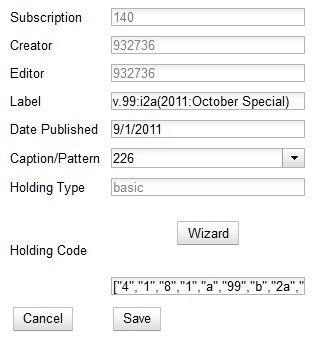 Subscription 140
Creator 932736
Editor 932736
Label v.99:i2a(2011:October Special)
Date Published 9/1/2011
Caption/Pattern 226
Holding Type basic
Wizard
Holding Code
["4","1","8","1","a","99","b","2a","
Cancel Save